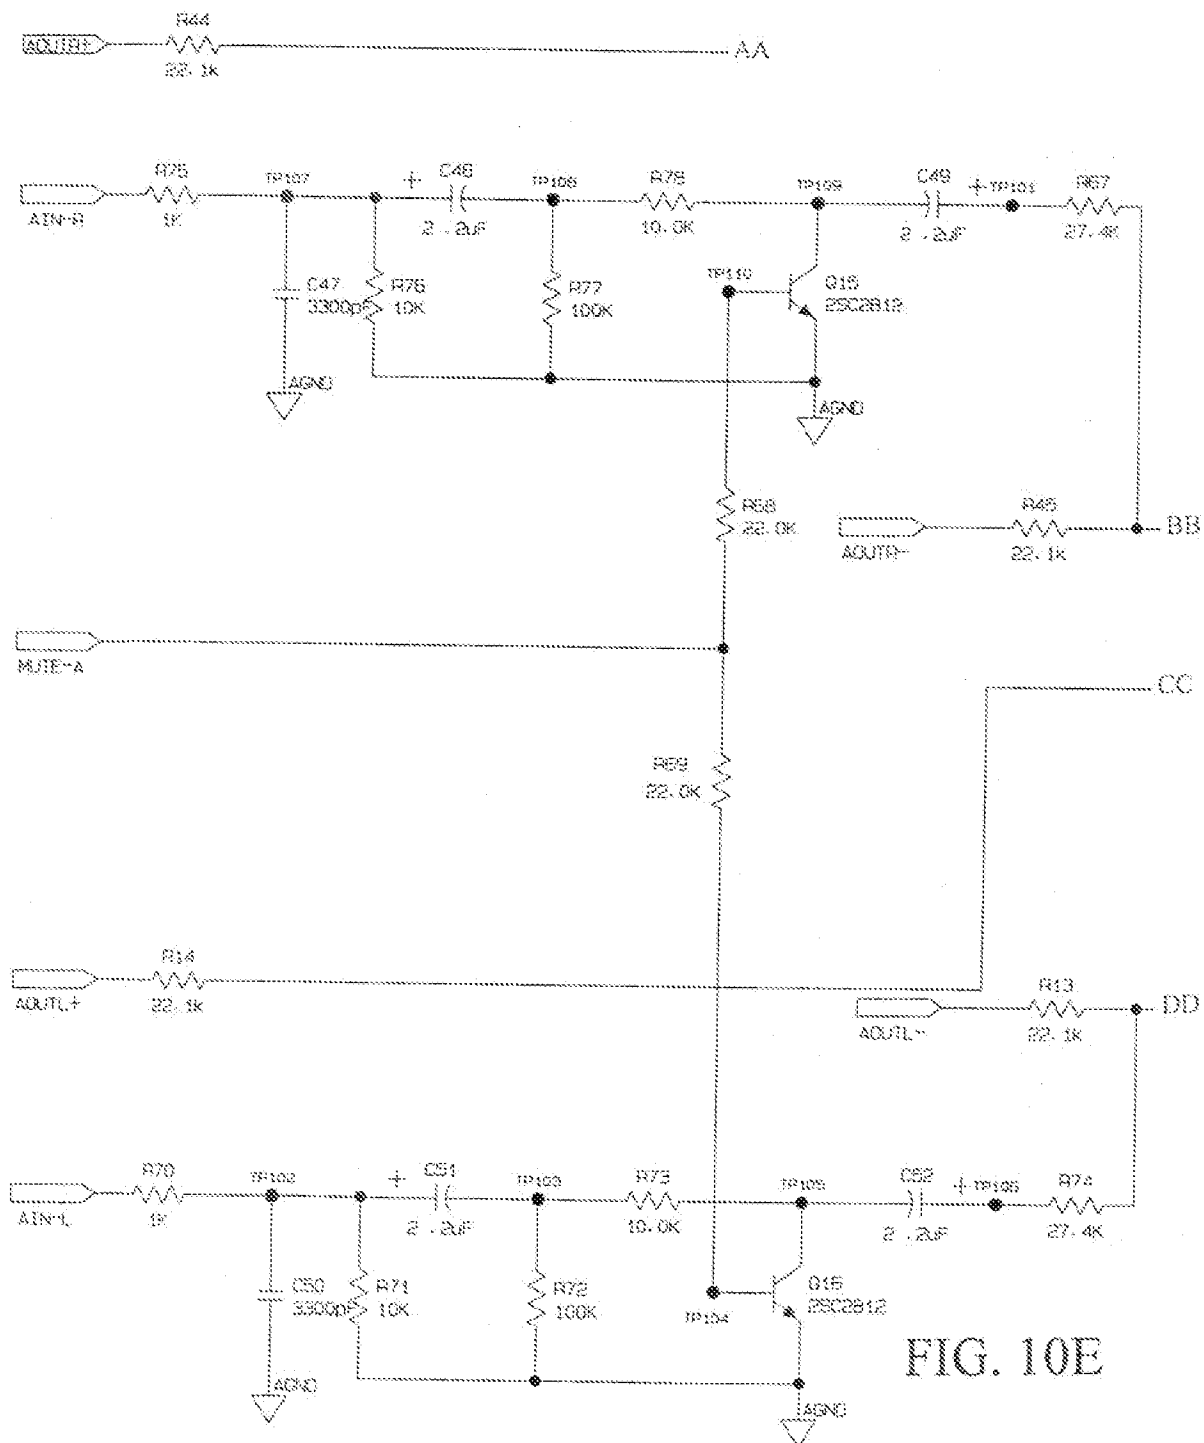 R44
AOUTR+
AA
22.1K
R75
C46
C49
TP107
+
TP106
R78
TP109
+
TP101
R67
AIN-R
1K
2.2uF
10.0K
2.2uF
27.4K
TP110
Q15
C47
R76
R77
2SC2812
3300pF
10K
100K
AGND
AGND
R68
22.0K
R45
BB
AOUTR-
22.1K
MUTE-A
CC
R69
22.0K
R14
AOUTL+
22.1K
R13
DD
AOUTL-
22.1K
R70
TP102
+
C51
TP103
R73
TP105
C52
+
R74
AIN-L
1K
2.2uF
10.0K
2.2uF
27.4K
C50
R71
R72
3300pF
10K
100K
TP104
2SC2812
FIG. 10E
AGND
AGND